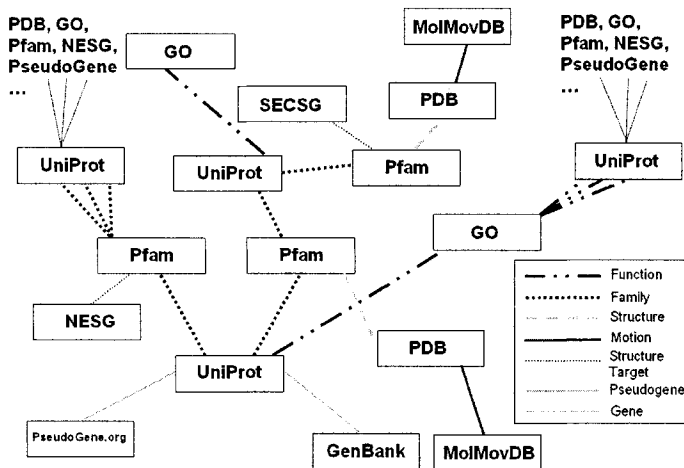 PDB, GO,
Pfam, NESG,
PseudoGene
...
GO
MolMovDB
PDB, GO,
Pfam, NESG,
PseudoGene
...
SECSG
PDB
UniProt
UniProt
Pfam
UniProt
GO
Pfam
Pfam
NESG
PDB
UniProt
PseudoGene.org
GenBank
MolMovDB
Function
Family
Structure
Motion
Structure
Target
Pseudogene
Gene